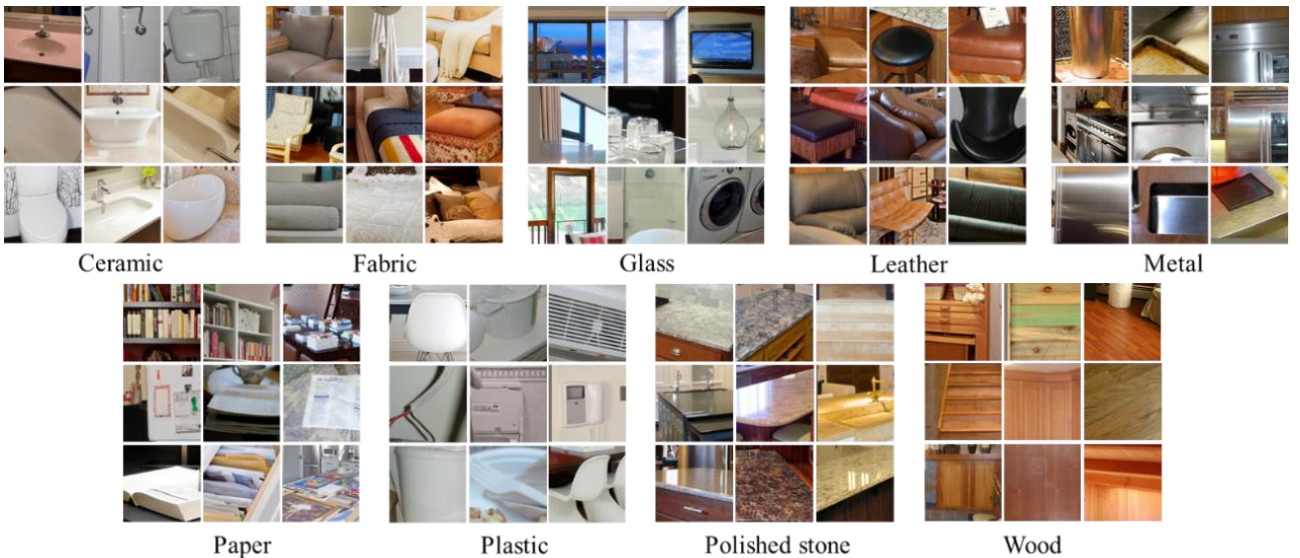 Ceramic
Fabric
Glass
Leather
Metal
Paper
Plastic
Polished stone
Wood